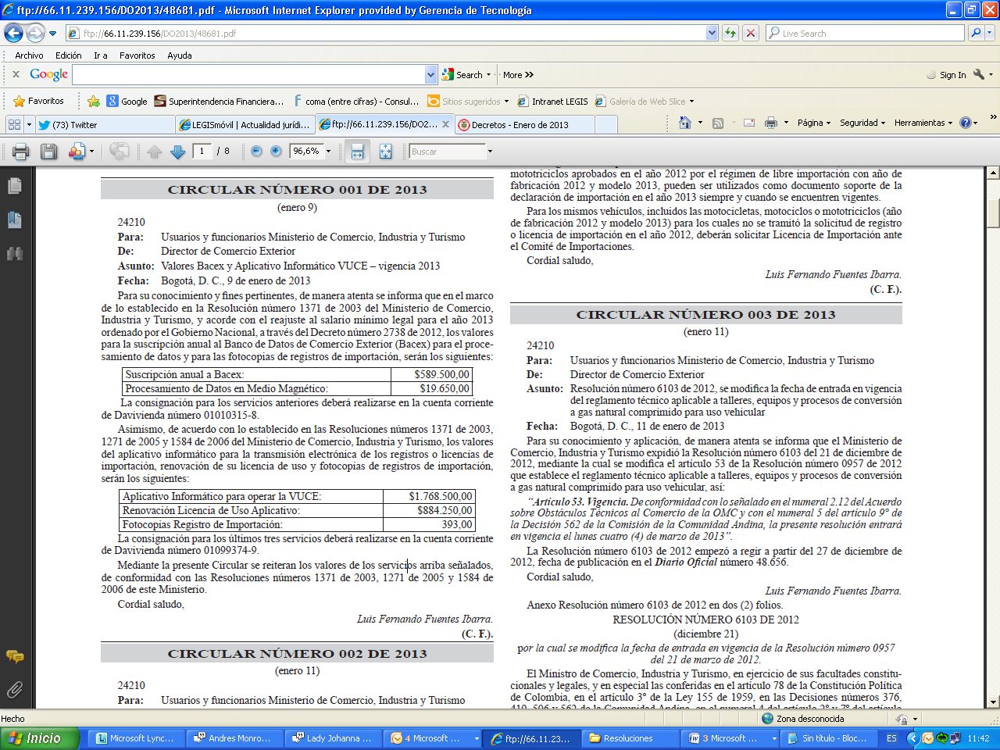 ftp://66.11.239.156/DO2013/48681.pdf - Microsoft Internet Explorer provided by Gerencia de Tecnología
ftp://66.11.239.156/DO2013/48681.pdf
Live Search
Archivo Edición Ir a Favoritos Ayuda
x Google Search More >> Sign In
Favoritos Google Superintendencia Financiera... coma (entre cifras) - Consul... Sitios sugeridos Intranet LEGIS Galería de Web Slice
(73) Twitter LEGISmóvil | Actualidad jurídi... ftp://66.11.239.156/DO2... Decretos - Enero de 2013 Página Seguridad Herramientas
1 / 8 96,6% Buscar
CIRCULAR NÚMERO 001 DE 2013
(enero 9)
24210
Para: Usuarios y funcionarios Ministerio de Comercio, Industria y Turismo
De: Director de Comercio Exterior
Asunto: Valores Bacex y Aplicativo Informático VUCE – vigencia 2013
Fecha: Bogotá, D. C., 9 de enero de 2013
Para su conocimiento y fines pertinentes, de manera atenta se informa que en el marco
de lo establecido en la Resolución número 1371 de 2003 del Ministerio de Comercio,
Industria y Turismo, y acorde con el reajuste al salario mínimo legal para el año 2013
ordenado por el Gobierno Nacional, a través del Decreto número 2738 de 2012, los valores
para la suscripción anual al Banco de Datos de Comercio Exterior (Bacex) para el proce-
samiento de datos y para las fotocopias de registros de importación, serán los siguientes:
Suscripción anual a Bacex: $589.500,00
Procesamiento de Datos en Medio Magnético: $19.650,00
La consignación para los servicios anteriores deberá realizarse en la cuenta corriente
de Davivienda número 01010315-8.
Asimismo, de acuerdo con lo establecido en las Resoluciones números 1371 de 2003,
1271 de 2005 y 1584 de 2006 del Ministerio de Comercio, Industria y Turismo, los valores
del aplicativo informático para la transmisión electrónica de los registros o licencias de
importación, renovación de su licencia de uso y fotocopias de registros de importación,
serán los siguientes:
Aplicativo Informático para operar la VUCE: $1.768.500,00
Renovación Licencia de Uso Aplicativo: $884.250,00
Fotocopias Registro de Importación: 393,00
La consignación para los últimos tres servicios deberá realizarse en la cuenta corriente
de Davivienda número 01099374-9.
Mediante la presente Circular se reiteran los valores de los servicios arriba señalados,
de conformidad con las Resoluciones números 1371 de 2003, 1271 de 2005 y 1584 de
2006 de este Ministerio.
Cordial saludo,
Luis Fernando Fuentes Ibarra.
(C. F.).
CIRCULAR NÚMERO 002 DE 2013
(enero 11)
24210
Para: Usuarios y funcionarios Ministerio de Comercio, Industria y Turismo
mototriciclos aprobados en el año 2012 por el régimen de libre importación con año de
fabricación 2012 y modelo 2013, pueden ser utilizados como documento soporte de la
declaración de importación en el año 2013 siempre y cuando se encuentren vigentes.
Para los mismos vehículos, incluidos las motocicletas, motociclos o mototriciclos (año
de fabricación 2012 y modelo 2013) para los cuales no se tramitó la solicitud de registro
o licencia de importación en el año 2012, deberán solicitar Licencia de Importación ante
el Comité de Importaciones.
Cordial saludo,
Luis Fernando Fuentes Ibarra.
(C. F.).
CIRCULAR NÚMERO 003 DE 2013
(enero 11)
24210
Para: Usuarios y funcionarios Ministerio de Comercio, Industria y Turismo
De: Director de Comercio Exterior
Asunto: Resolución número 6103 de 2012, se modifica la fecha de entrada en vigencia
del reglamento técnico aplicable a talleres, equipos y procesos de conversión
a gas natural comprimido para uso vehicular
Fecha: Bogotá, D. C., 11 de enero de 2013
Para su conocimiento y aplicación, de manera atenta se informa que el Ministerio de
Comercio, Industria y Turismo expidió la Resolución número 6103 del 21 de diciembre de
2012, mediante la cual se modifica el artículo 53 de la Resolución número 0957 de 2012
que establece el reglamento técnico aplicable a talleres, equipos y procesos de conversión
a gas natural comprimido para uso vehicular, así:
“Artículo 53. Vigencia. De conformidad con lo señalado en el numeral 2.12 del Acuerdo
sobre Obstáculos Técnicos al Comercio de la OMC y con el numeral 5 del artículo 9° de
la Decisión 562 de la Comisión de la Comunidad Andina, la presente resolución entrará
en vigencia el lunes cuatro (4) de marzo de 2013”.
La Resolución número 6103 de 2012 empezó a regir a partir del 27 de diciembre de
2012, fecha de publicación en el Diario Oficial número 48.656.
Cordial saludo,
Luis Fernando Fuentes Ibarra.
Anexo Resolución número 6103 de 2012 en dos (2) folios.
RESOLUCIÓN NÚMERO 6103 DE 2012
(diciembre 21)
por la cual se modifica la fecha de entrada en vigencia de la Resolución número 0957
del 21 de marzo de 2012.
El Ministro de Comercio, Industria y Turismo, en ejercicio de sus facultades constitu-
cionales y legales, y en especial las conferidas en el artículo 78 de la Constitución Política
de Colombia, en el artículo 3° de la Ley 155 de 1959, en las Decisiones números 376,
419, 506 y 562 de la Comunidad Andina, en el numeral 4 del artículo 2° y 7° del artículo
Hecho Zona desconocida
Inicio Microsoft Lync... Andres Monro... Lady Johanna ... 4 Microsoft ... ftp://66.11.23... Resoluciones 3 Microsoft ... Sin título - Bloc... ES 11:42